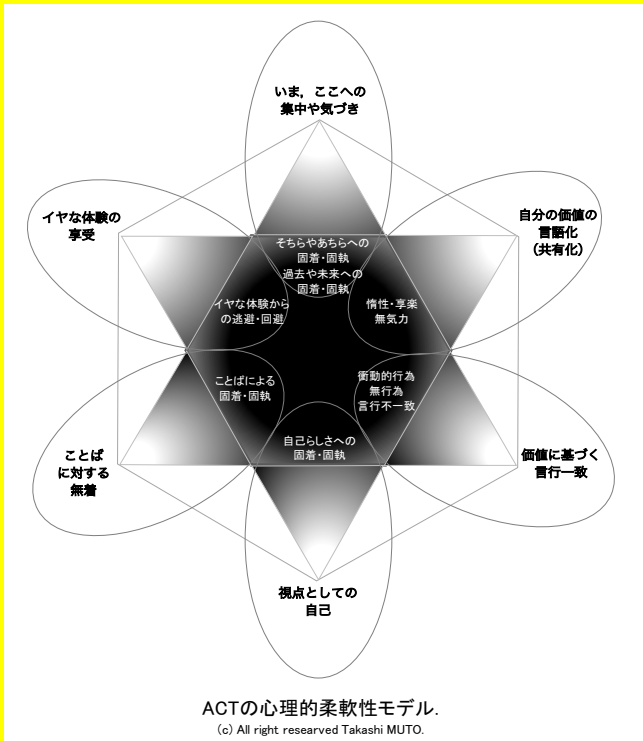 いま，ここへの
集中や気づき
イヤな体験の
享受
自分の価値の
言語化
（共有化）
そちらやあちらへの
固着・固執
過去や未来への
固着・固執
イヤな体験から
の逃避・回避
惰性・享楽
無気力
ことばによる
固着・固執
衝動的行為
無行為
言行不一致
自己らしさへの
固着・固執
ことば
に対する
無着
価値に基づく
言行一致
視点としての
自己
ACTの心理的柔軟性モデル.
(c) All right researved Takashi MUTO.